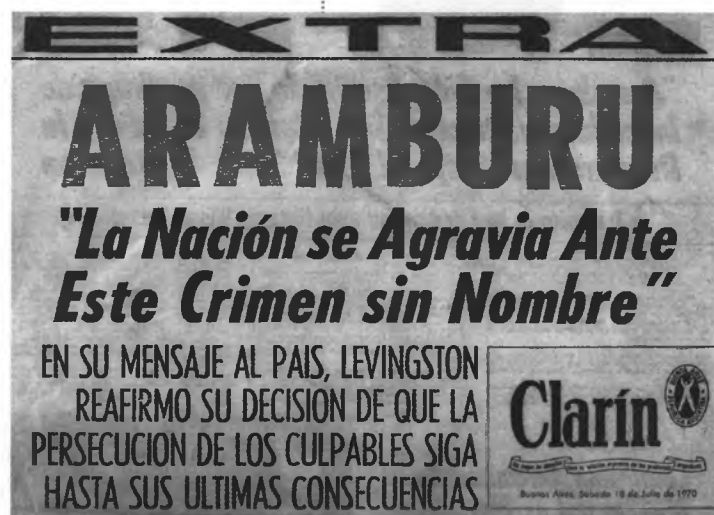 EXTRA
ARAMBURU
"La Nación se Agravia Ante
Este Crimen sin Nombre"
EN SU MENSAJE AL PAIS, LEVINGSTON
REAFIRMO SU DECISION DE QUE LA
PERSECUCION DE LOS CULPABLES SIGA
HASTA SUS ULTIMAS CONSECUENCIAS
Clarín
Buenos Aires, Sábado 18 de Julio de 1970